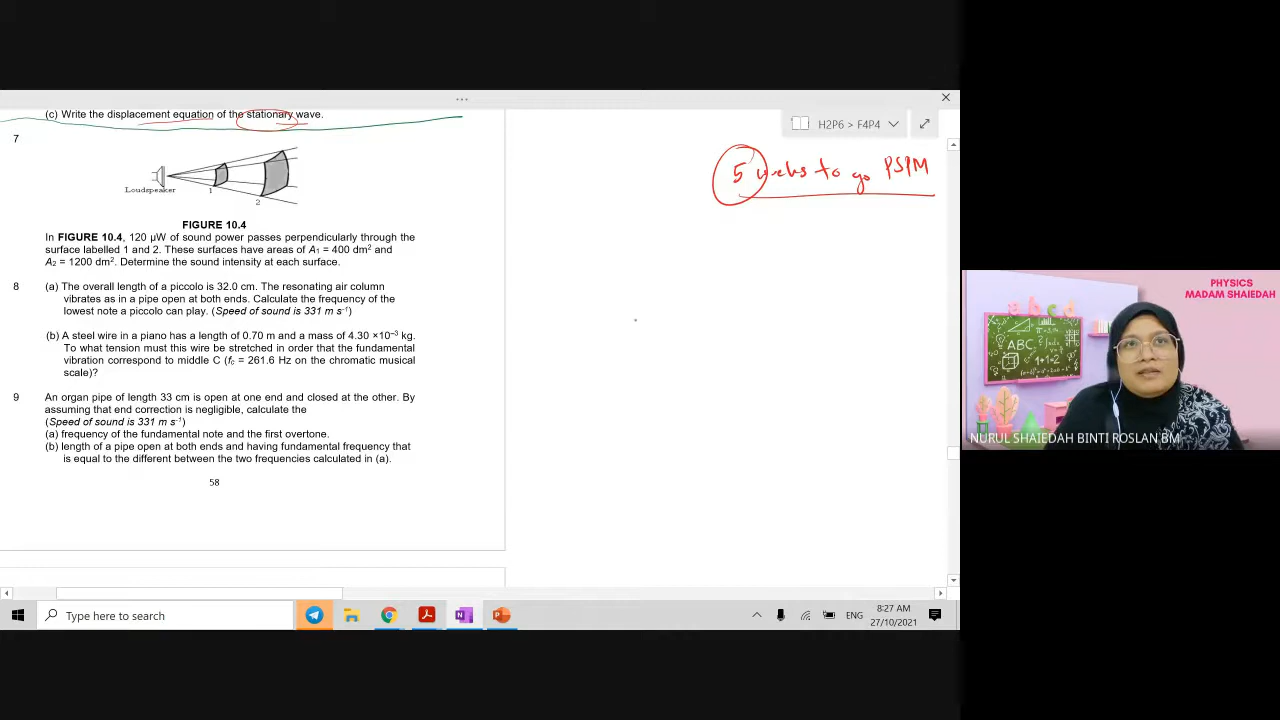 (c) Write the displacement equation of the stationary wave.
7
Loudspeaker
1
2
FIGURE 10.4
In FIGURE 10.4, 120 μW of sound power passes perpendicularly through the
surface labelled 1 and 2. These surfaces have areas of A₁ = 400 dm² and
A₂ = 1200 dm². Determine the sound intensity at each surface.
8 (a) The overall length of a piccolo is 32.0 cm. The resonating air column
vibrates as in a pipe open at both ends. Calculate the frequency of the
lowest note a piccolo can play. (Speed of sound is 331 m s⁻¹)
(b) A steel wire in a piano has a length of 0.70 m and a mass of 4.30 ×10⁻³ kg.
To what tension must this wire be stretched in order that the fundamental
vibration correspond to middle C (fc = 261.6 Hz on the chromatic musical
scale)?
9 An organ pipe of length 33 cm is open at one end and closed at the other. By
assuming that end correction is negligible, calculate the
(Speed of sound is 331 m s⁻¹)
(a) frequency of the fundamental note and the first overtone.
(b) length of a pipe open at both ends and having fundamental frequency that
is equal to the different between the two frequencies calculated in (a).
58
H2P6 > F4P4
5 weeks to go PSPM
PHYSICS
MADAM SHAIEDAH
ABC
1+1=2
NURUL SHAIEDAH BINTI ROSLAN BM
Type here to search
ENG
8:27 AM
27/10/2021